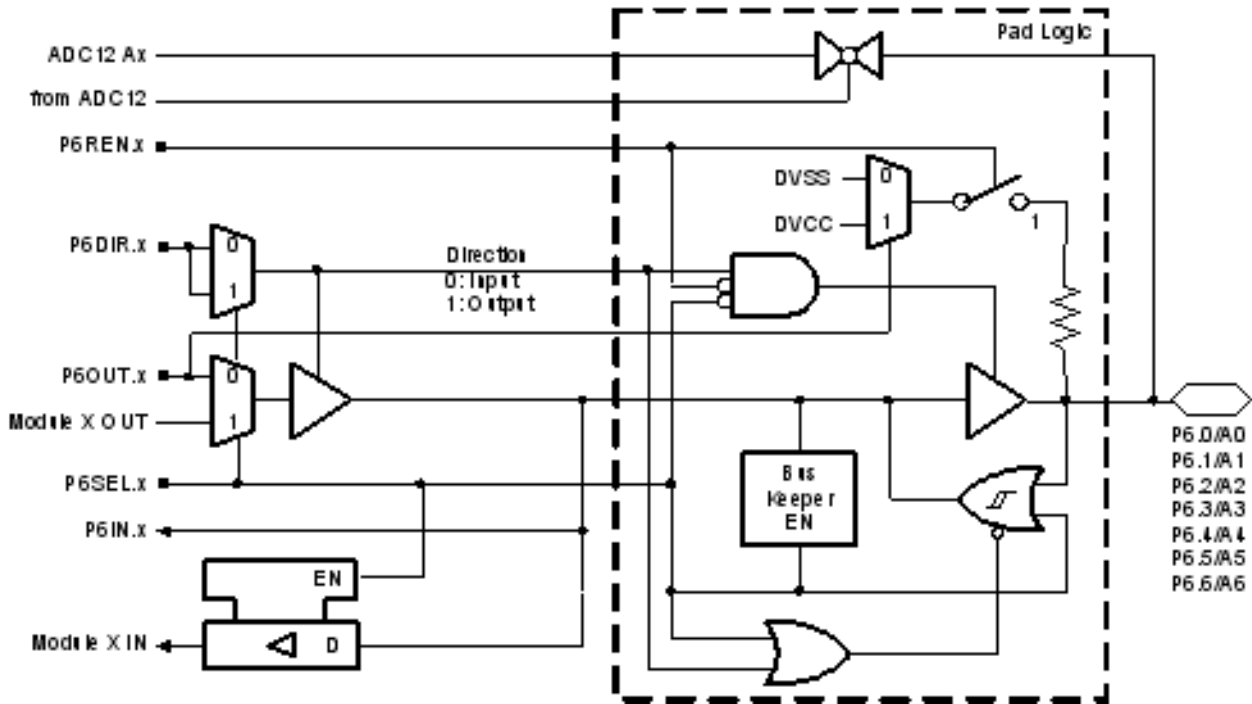 Pad Logic
ADC12 Ax
from ADC12
P6REN.x
DVSS
0
DVCC
1
1
P6DIR.x
0
1
Direction
0: Input
1: Output
P6OUT.x
0
Module X OUT
1
P6SEL.x
P6IN.x
Bus
Keeper
EN
P6.0/A0
P6.1/A1
P6.2/A2
P6.3/A3
P6.4/A4
P6.5/A5
P6.6/A6
EN
Module X IN
D